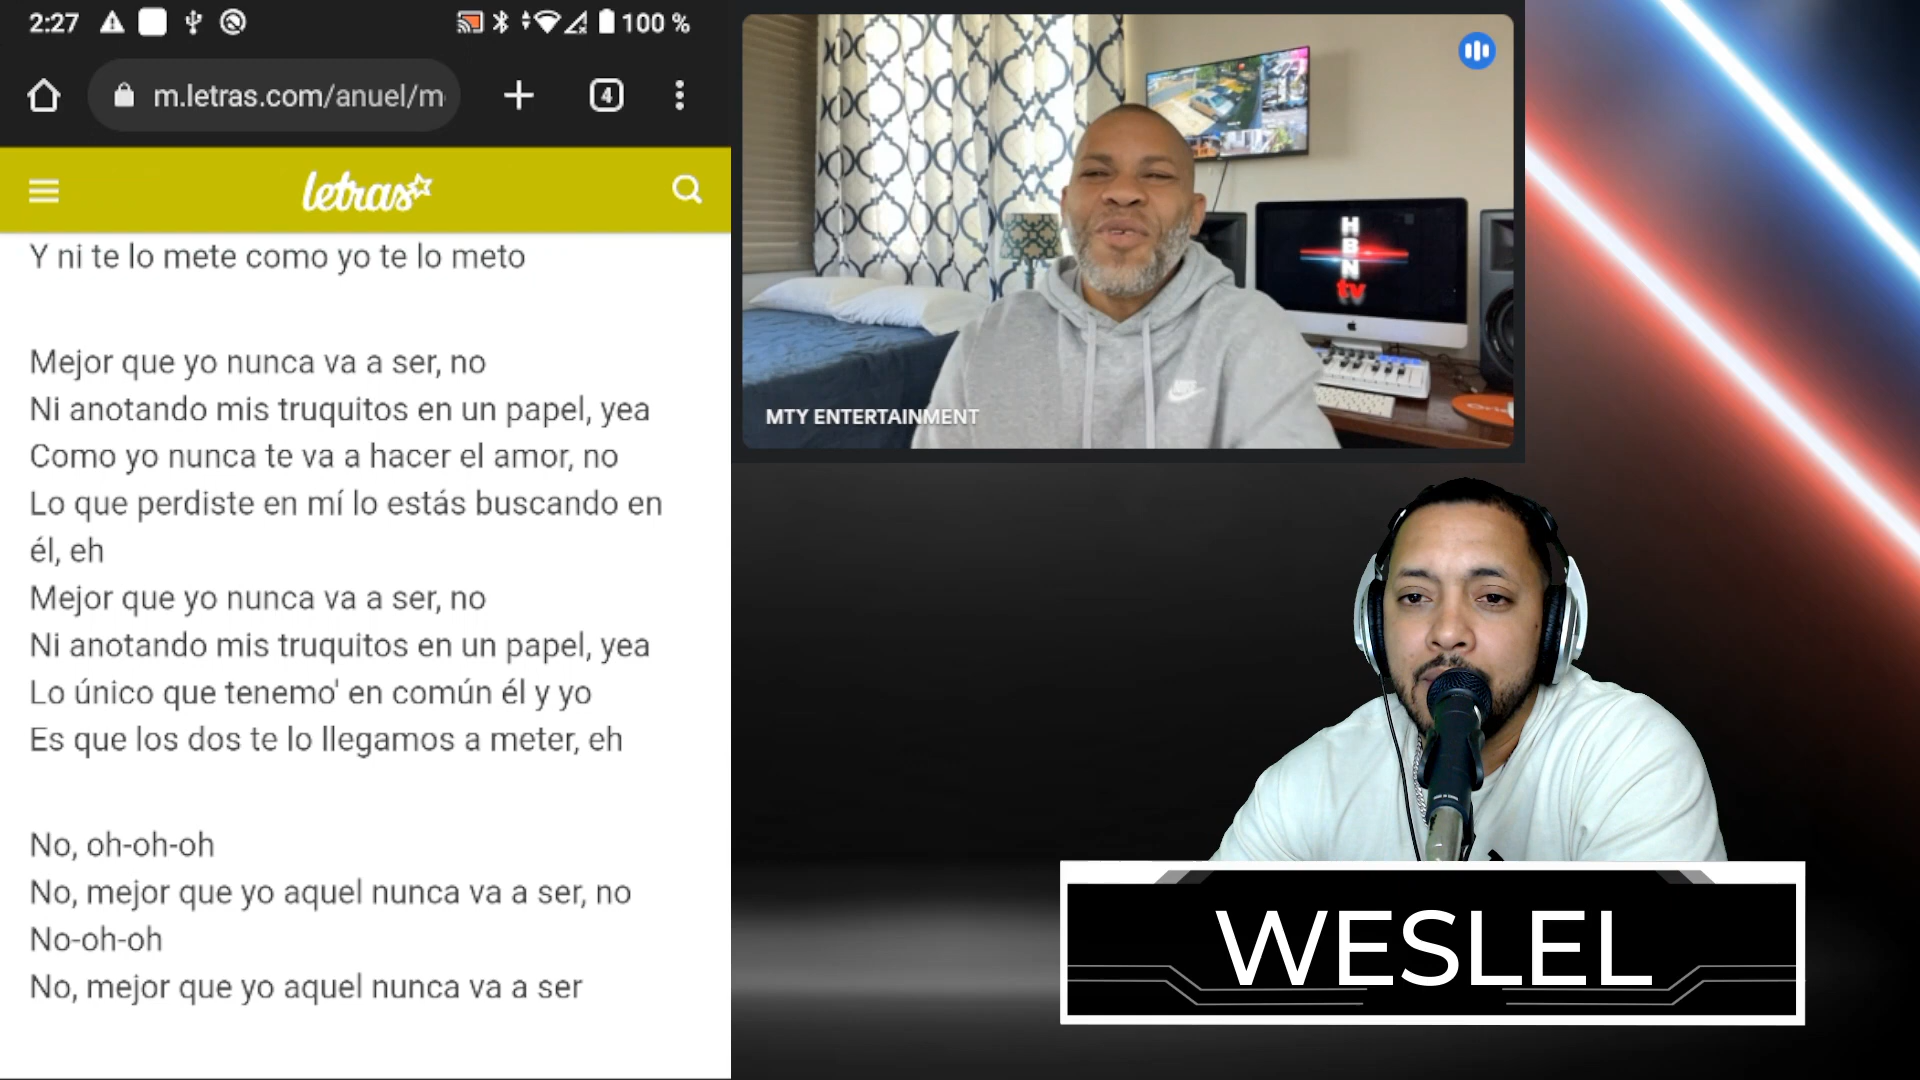 2:27
100 %
m.letras.com/anuel/m
4
letras
Y ni te lo mete como yo te lo meto
Mejor que yo nunca va a ser, no
Ni anotando mis truquitos en un papel, yea
Como yo nunca te va a hacer el amor, no
Lo que perdiste en mí lo estás buscando en
él, eh
Mejor que yo nunca va a ser, no
Ni anotando mis truquitos en un papel, yea
Lo único que tenemo' en común él y yo
Es que los dos te lo llegamos a meter, eh
No, oh-oh-oh
No, mejor que yo aquel nunca va a ser, no
No-oh-oh
No, mejor que yo aquel nunca va a ser
HBN
tv
MTY ENTERTAINMENT
WESLEL